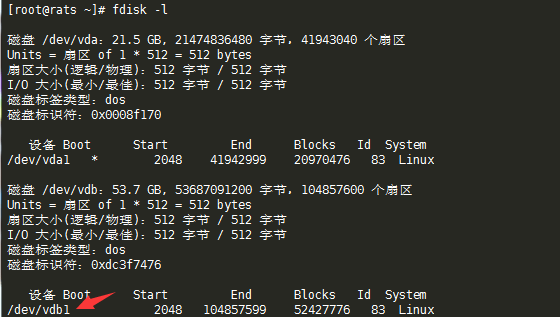 [root@rats ~]# fdisk -l
磁盘 /dev/vda：21.5 GB, 21474836480 字节，41943040 个扇区
Units = 扇区 of 1 * 512 = 512 bytes
扇区大小(逻辑/物理)：512 字节 / 512 字节
I/O 大小(最小/最佳)：512 字节 / 512 字节
磁盘标签类型：dos
磁盘标识符：0x0008f170
设备 Boot Start End Blocks Id System
/dev/vda1 * 2048 41942999 20970476 83 Linux
磁盘 /dev/vdb：53.7 GB, 53687091200 字节，104857600 个扇区
Units = 扇区 of 1 * 512 = 512 bytes
扇区大小(逻辑/物理)：512 字节 / 512 字节
I/O 大小(最小/最佳)：512 字节 / 512 字节
磁盘标签类型：dos
磁盘标识符：0xdc3f7476
设备 Boot Start End Blocks Id System
/dev/vdb1 2048 104857599 52427776 83 Linux